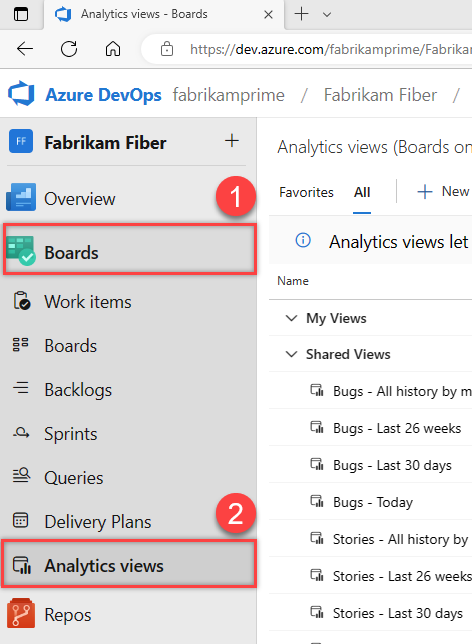 Analytics views - Boards
https://dev.azure.com/fabrikamprime/Fabrikam
Azure DevOps fabrikamprime / Fabrikam Fiber /
FF Fabrikam Fiber +
Analytics views (Boards on
Overview
1
Favorites All + New
Boards
Analytics views let
Name
Work items
My Views
Boards
Shared Views
Backlogs
Bugs - All history by m
Sprints
Bugs - Last 26 weeks
Queries
Bugs - Last 30 days
2
Delivery Plans
Bugs - Today
Stories - All history by
Analytics views
Stories - Last 26 weeks
Repos
Stories - Last 30 days